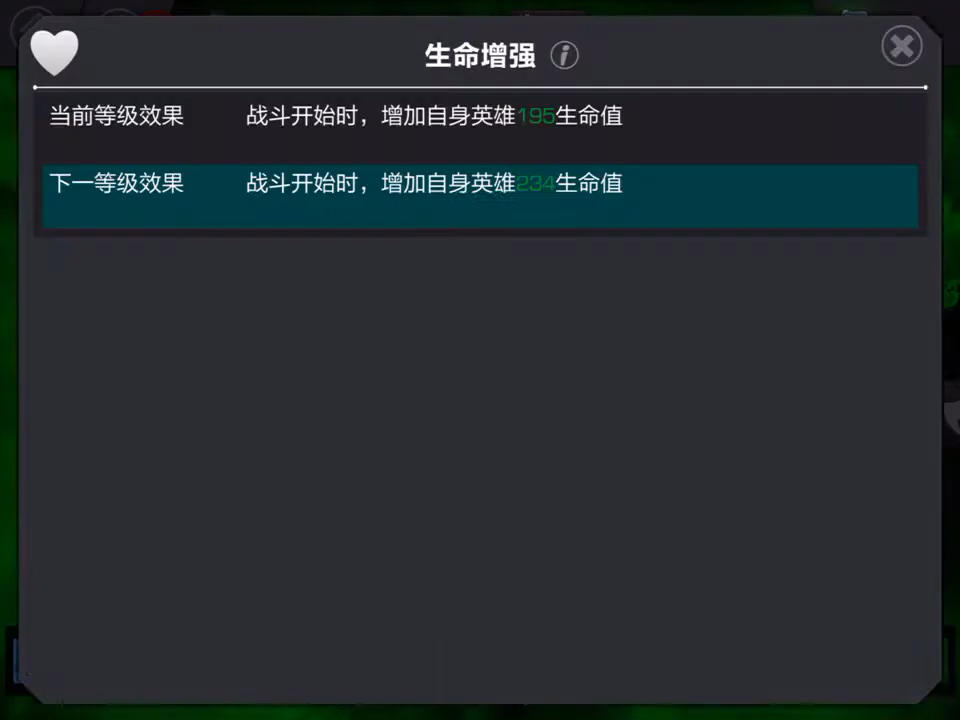 生命增强
当前等级效果 战斗开始时，增加自身英雄195生命值
下一等级效果 战斗开始时，增加自身英雄234生命值